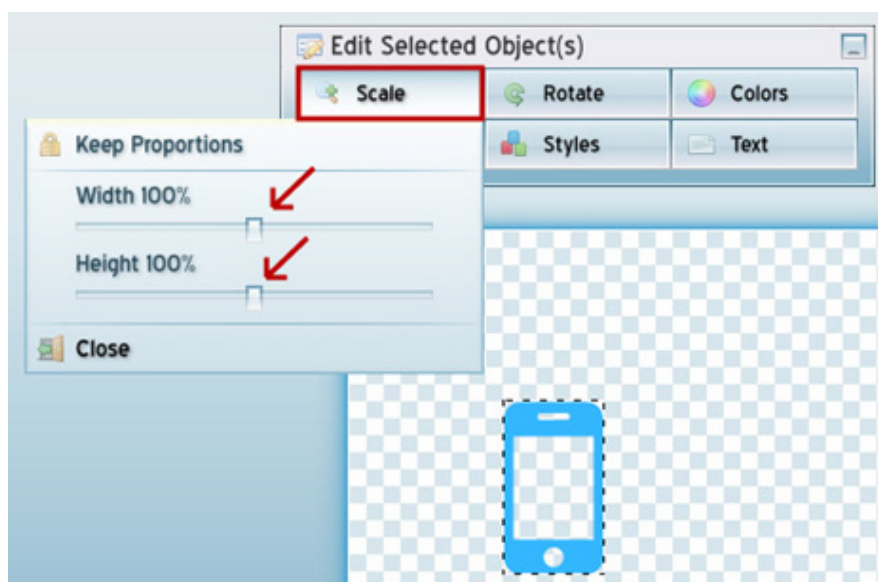 Edit Selected Object(s)
Scale Rotate Colors
Styles Text
Keep Proportions
Width 100%
Height 100%
Close